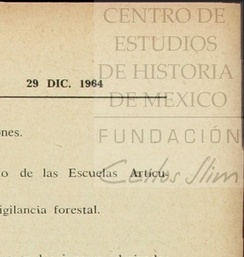 CENTRO DE
ESTUDIOS
DE HISTORIA
DE MEXICO
FUNDACIÓN
Carlos Slim
29 DIC. 1964
nes.
o de las Escuelas Artícu-
igilancia forestal.